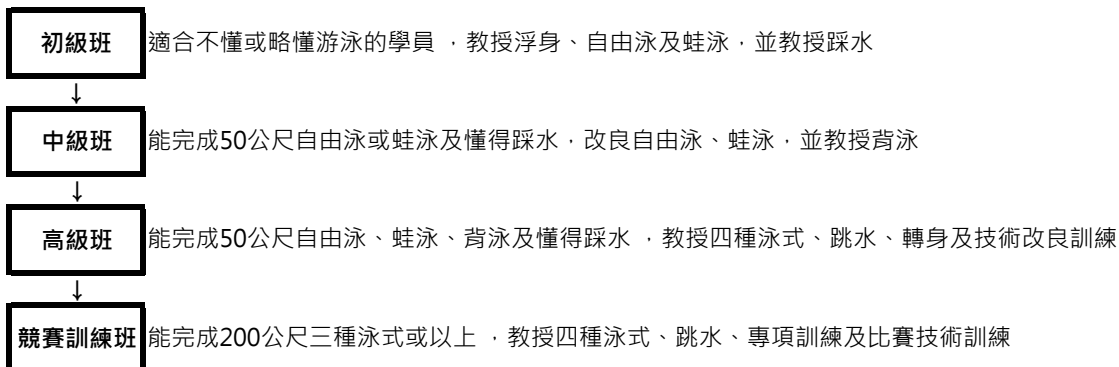 初級班 適合不懂或略懂游泳的學員，教授浮身、自由泳及蛙泳，並教授踩水
↓
中級班 能完成50公尺自由泳或蛙泳及懂得踩水，改良自由泳、蛙泳，並教授背泳
↓
高級班 能完成50公尺自由泳、蛙泳、背泳及懂得踩水，教授四種泳式、跳水、轉身及技術改良訓練
↓
競賽訓練班 能完成200公尺三種泳式或以上，教授四種泳式、跳水、專項訓練及比賽技術訓練